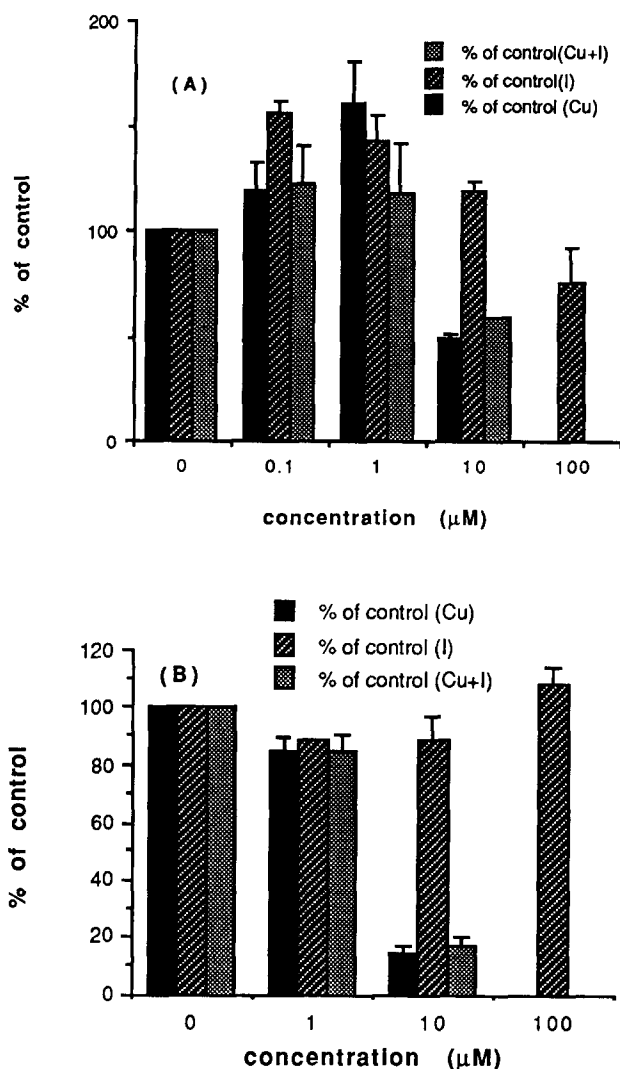 200
(A)
% of control(Cu+I)
% of control(I)
% of control (Cu)
% of control
100
0
0 0.1 1 10 100
concentration (μM)
% of control (Cu)
% of control (I)
% of control (Cu+I)
120
(B)
100
80
60
40
20
0
% of control
0 1 10 100
concentration (μM)